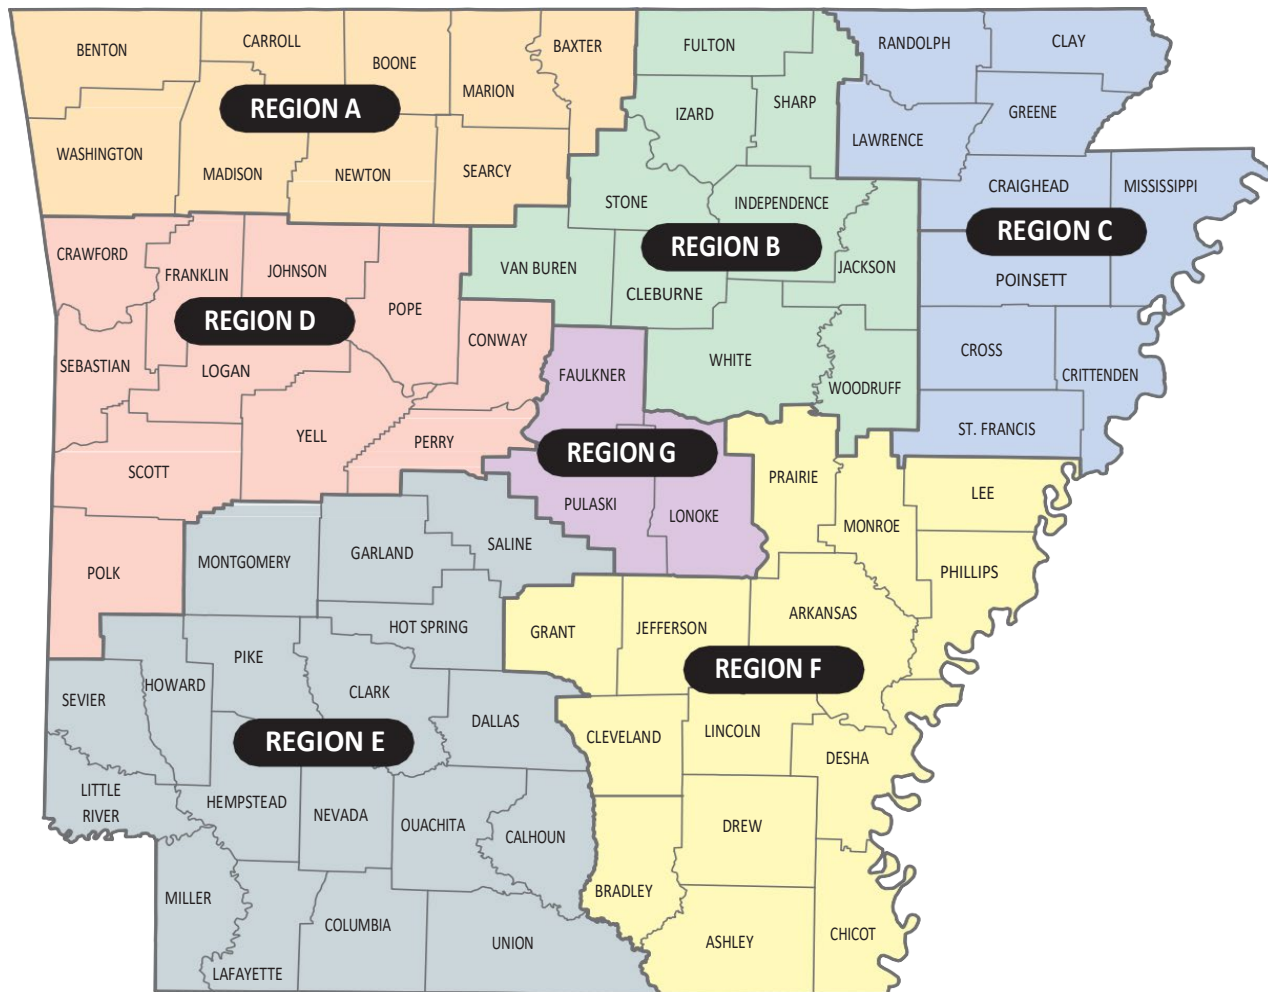 BENTON
CARROLL
BOONE
MARION
BAXTER
REGION A
WASHINGTON
MADISON
NEWTON
SEARCY
FULTON
IZARD
SHARP
STONE
INDEPENDENCE
REGION B
VAN BUREN
CLEBURNE
JACKSON
WHITE
WOODRUFF
RANDOLPH
CLAY
GREENE
LAWRENCE
CRAIGHEAD
MISSISSIPPI
REGION C
POINSETT
CROSS
CRITTENDEN
ST. FRANCIS
CRAWFORD
FRANKLIN
JOHNSON
POPE
REGION D
CONWAY
SEBASTIAN
LOGAN
YELL
PERRY
SCOTT
POLK
FAULKNER
REGION G
PULASKI
LONOKE
MONTGOMERY
GARLAND
SALINE
HOT SPRING
PIKE
CLARK
HOWARD
SEVIER
DALLAS
REGION E
LITTLE
RIVER
HEMPSTEAD
NEVADA
OUACHITA
CALHOUN
MILLER
LAFAYETTE
COLUMBIA
UNION
PRAIRIE
MONROE
LEE
PHILLIPS
ARKANSAS
GRANT
JEFFERSON
REGION F
CLEVELAND
LINCOLN
DESHA
DREW
BRADLEY
ASHLEY
CHICOT